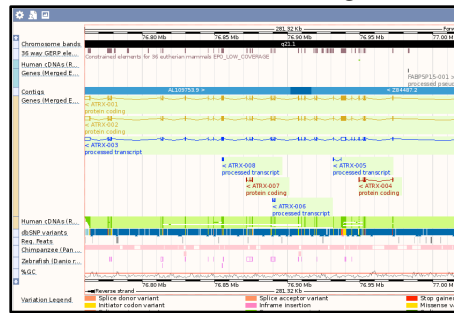 281.32 Kb
76.80 Mb 76.85 Mb 76.90 Mb 76.95 Mb 77.00 M
Chromosome bands q21.1
36 way GERP ele...
Constrained elements for 36 eutherian mammals EPO_LOW_COVERAGE
Human cDNAs (R...
Genes (Merged E...
FABP5P15-001 >
processed pseu
Contigs
Genes (Merged E...
< ATRX-001
protein coding
< ATRX-002
protein coding
< ATRX-003
processed transcript
< ATRX-008
processed transcript
< ATRX-005
processed transcript
< ATRX-007
protein coding
< ATRX-004
protein coding
< ATRX-006
processed transcript
Human cDNAs (R...
dbSNP variants
Reg. Feats
Chimpanzee (Pan ...
Zebrafish (Danio r...
%GC
76.80 Mb 76.85 Mb 76.90 Mb 76.95 Mb 77.00 M
Reverse strand 281.32 Kb
Variation Legend
Splice donor variant Splice acceptor variant Stop gaine
Initiator codon variant Inframe insertion Missense v